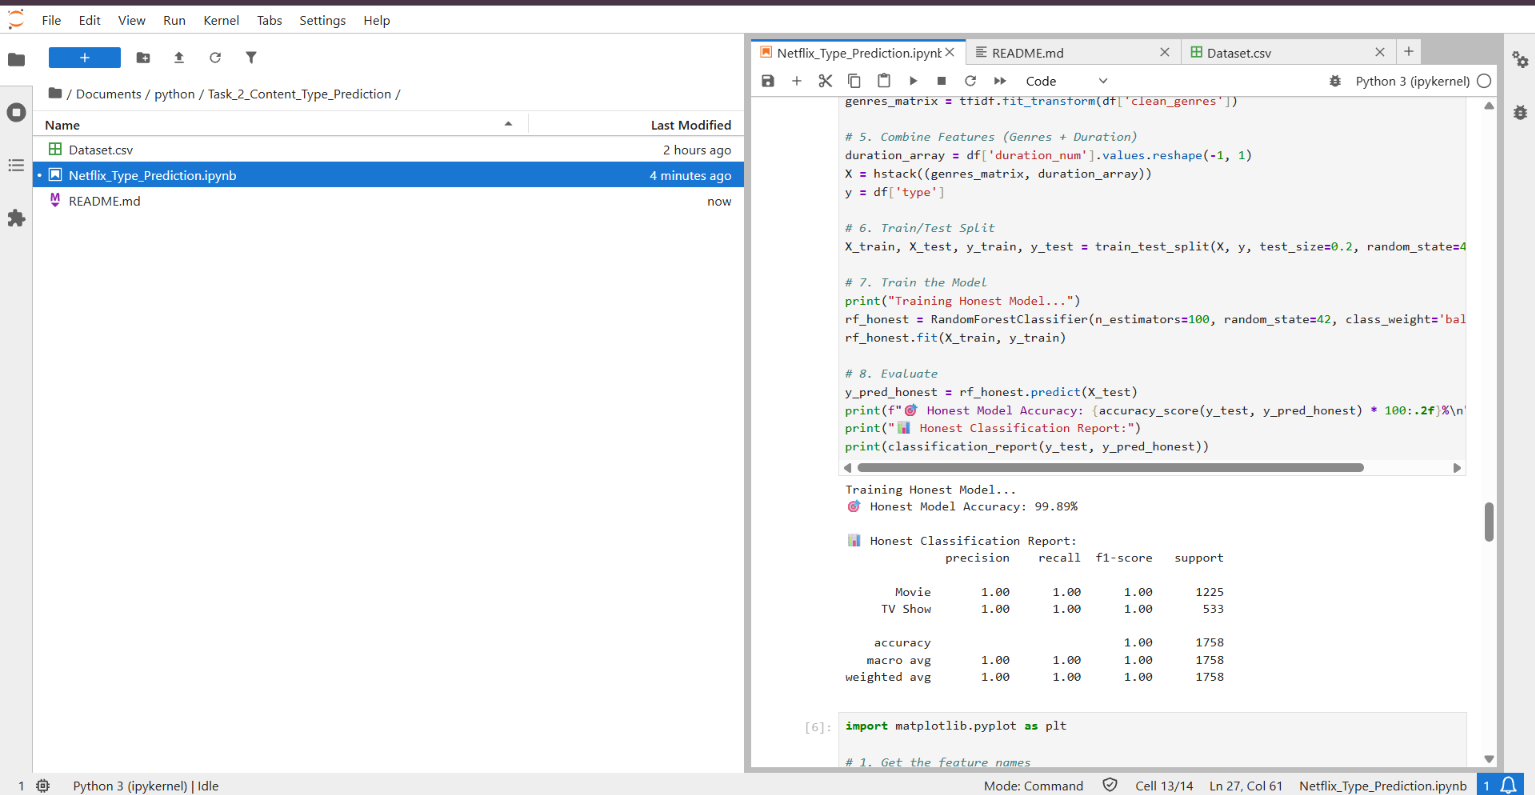 File Edit View Run Kernel Tabs Settings Help
/ Documents / python / Task_2_Content_Type_Prediction /
Name Last Modified
Dataset.csv 2 hours ago
Netflix_Type_Prediction.ipynb 4 minutes ago
README.md now
Netflix_Type_Prediction.ipynb README.md Dataset.csv
Code Python 3 (ipykernel)
genres_matrix = tfidf.fit_transform(df['clean_genres'])
# 5. Combine Features (Genres + Duration)
duration_array = df['duration_num'].values.reshape(-1, 1)
X = hstack((genres_matrix, duration_array))
y = df['type']
# 6. Train/Test Split
X_train, X_test, y_train, y_test = train_test_split(X, y, test_size=0.2, random_state=4
# 7. Train the Model
print("Training Honest Model...")
rf_honest = RandomForestClassifier(n_estimators=100, random_state=42, class_weight='bal
rf_honest.fit(X_train, y_train)
# 8. Evaluate
y_pred_honest = rf_honest.predict(X_test)
print(f"🎯 Honest Model Accuracy: {accuracy_score(y_test, y_pred_honest) * 100:.2f}%\n"
print("📊 Honest Classification Report:")
print(classification_report(y_test, y_pred_honest))
Training Honest Model...
🎯 Honest Model Accuracy: 99.89%
📊 Honest Classification Report:
precision recall f1-score support
Movie 1.00 1.00 1.00 1225
TV Show 1.00 1.00 1.00 533
accuracy 1.00 1758
macro avg 1.00 1.00 1.00 1758
weighted avg 1.00 1.00 1.00 1758
[6]: import matplotlib.pyplot as plt
# 1. Get the feature names
1 Python 3 (ipykernel) | Idle Mode: Command Cell 13/14 Ln 27, Col 61 Netflix_Type_Prediction.ipynb 1